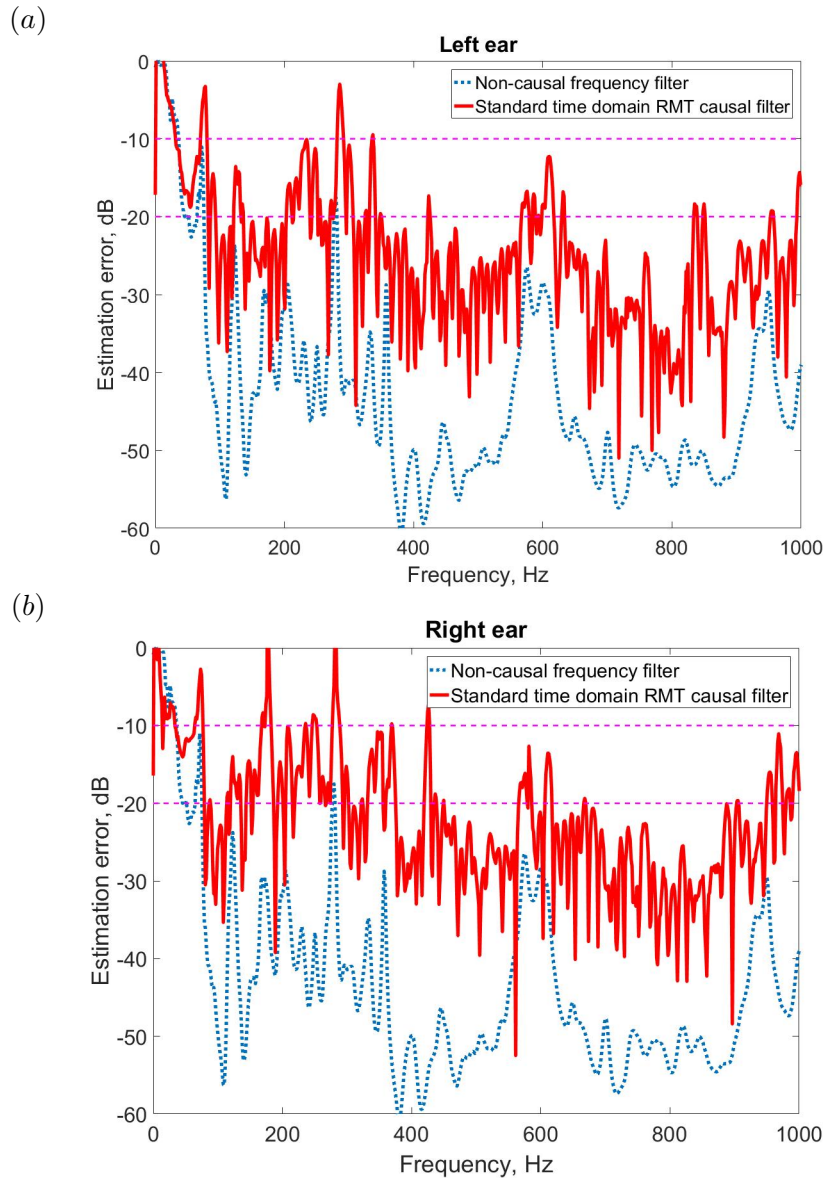 (a)
Left ear
Non-causal frequency filter
Standard time domain RMT causal filter
Estimation error, dB
0
-10
-20
-30
-40
-50
-60
0 200 400 600 800 1000
Frequency, Hz
(b)
Right ear
Non-causal frequency filter
Standard time domain RMT causal filter
Estimation error, dB
0
-10
-20
-30
-40
-50
-60
0 200 400 600 800 1000
Frequency, Hz